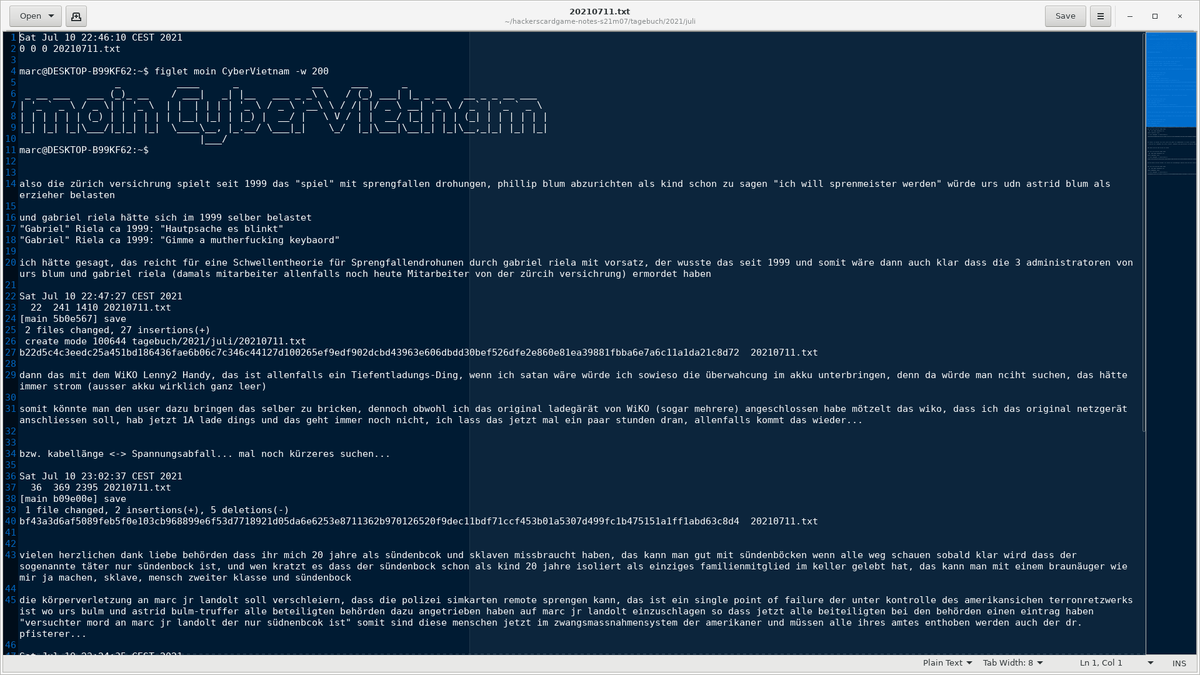 Open
20210711.txt
~/hackerscardgame-notes-s21m07/tagebuch/2021/juli
Save
1 Sat Jul 10 22:46:10 CEST 2021
2 0 0 0 20210711.txt
3
4 marc@DESKTOP-B99KF62:~$ figlet moin CyberVietnam -w 200
5
6
7
8
9
10
moin CyberVietnam
11 marc@DESKTOP-B99KF62:~$
12
13
14 also die zürich versichrung spielt seit 1999 das "spiel" mit sprengfallen drohungen, phillip blum abzurichten als kind schon zu sagen "ich will sprenmeister werden" würde urs udn astrid blum als
erzieher belasten
15
16 und gabriel riela hätte sich im 1999 selber belastet
17 "Gabriel" Riela ca 1999: "Hautpsache es blinkt"
18 "Gabriel" Riela ca 1999: "Gimme a mutherfucking keybaord"
19
20 ich hätte gesagt, das reicht für eine Schwellentheorie für Sprengfallendrohunen durch gabriel riela mit vorsatz, der wusste das seit 1999 und somit wäre dann auch klar dass die 3 administratoren von
urs blum und gabriel riela (damals mitarbeiter allenfalls noch heute Mitarbeiter von der zürcih versichrung) ermordet haben
21
22 Sat Jul 10 22:47:27 CEST 2021
23   22  241 1410 20210711.txt
24 [main 5b0e567] save
25  2 files changed, 27 insertions(+)
26  create mode 100644 tagebuch/2021/juli/20210711.txt
27 b22d5c4c3eedc25a451bd186436fae6b06c7c346c44127d100265ef9edf902dcbd43963e606dbdd30bef526dfe2e860e81ea39881fbba6e7a6c11a1da21c8d72  20210711.txt
28
29 dann das mit dem WiKO Lenny2 Handy, das ist allenfalls ein Tiefentladungs-Ding, wenn ich satan wäre würde ich sowieso die überwahcung im akku unterbringen, denn da würde man nciht suchen, das hätte
immer strom (ausser akku wirklich ganz leer)
30
31 somit könnte man den user dazu bringen das selber zu bricken, dennoch obwohl ich das original ladegärät von WiKO (sogar mehrere) angeschlossen habe mötzelt das wiko, dass ich das original netzgerät
anschliessen soll, hab jetzt 1A lade dings und das geht immer noch nicht, ich lass das jetzt mal ein paar stunden dran, allenfalls kommt das wieder...
32
33
34 bzw. kabellänge <-> Spannungsabfall... mal noch kürzeres suchen...
35
36 Sat Jul 10 23:02:37 CEST 2021
37   36  369 2395 20210711.txt
38 [main b09e00e] save
39  1 file changed, 2 insertions(+), 5 deletions(-)
40 bf43a3d6af5089feb5f0e103cb968899e6f53d7718921d05da6e6253e8711362b970126520f9dec11bdf71ccf453b01a5307d499fc1b475151a1ff1abd63c8d4  20210711.txt
41
42
43 vielen herzlichen dank liebe behörden dass ihr mich 20 jahre als sündenbcok und sklaven missbraucht haben, das kann man gut mit sündenböcken wenn alle weg schauen sobald klar wird dass der
sogenannte täter nur sündenbock ist, und wen kratzt es dass der sündenbock schon als kind 20 jahre isoliert als einziges familienmitglied im keller gelebt hat, das kann man mit einem braunäuger wie
mir ja machen, sklave, mensch zweiter klasse und sündenbock
44
45 die körperverletzung an marc jr landolt soll verschleiern, dass die polizei simkarten remote sprengen kann, das ist ein single point of failure der unter kontrolle des amerikansichen terronretzwerks
ist wo urs bulm und astrid bulm-truffer alle beteiligten behörden dazu angetrieben haben auf marc jr landolt einzuschlagen so dass jetzt alle beiteiligten bei den behörden einen eintrag haben
"versuchter mord an marc jr landolt der nur südnenbcok ist" somit sind diese menschen jetzt im zwangsmassnahmensystem der amerikaner und müssen alle ihres amtes enthoben werden auch der dr.
pfisterer...
46
Plain Text
Tab Width: 8
Ln 1, Col 1
INS